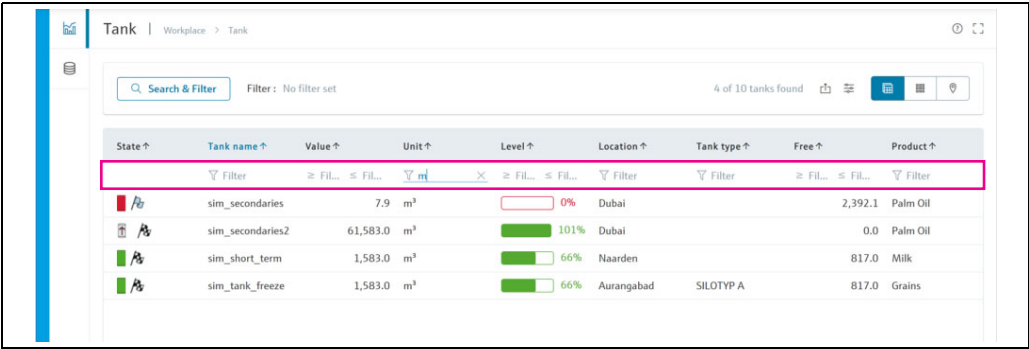 Tank | Workplace > Tank
Search & Filter Filter : No filter set 4 of 10 tanks found
State ↑ Tank name ↑ Value ↑ Unit ↑ Level ↑ Location ↑ Tank type ↑ Free ↑ Product ↑
Filter ≥ Fil... ≤ Fil... m ≥ Fil... ≤ Fil... Filter Filter ≥ Fil... ≤ Fil... Filter
sim_secondaries 7.9 m³ 0% Dubai 2,392.1 Palm Oil
sim_secondaries2 61,583.0 m³ 101% Dubai 0.0 Palm Oil
sim_short_term 1,583.0 m³ 66% Naarden 817.0 Milk
sim_tank_freeze 1,583.0 m³ 66% Aurangabad SILOTYP A 817.0 Grains